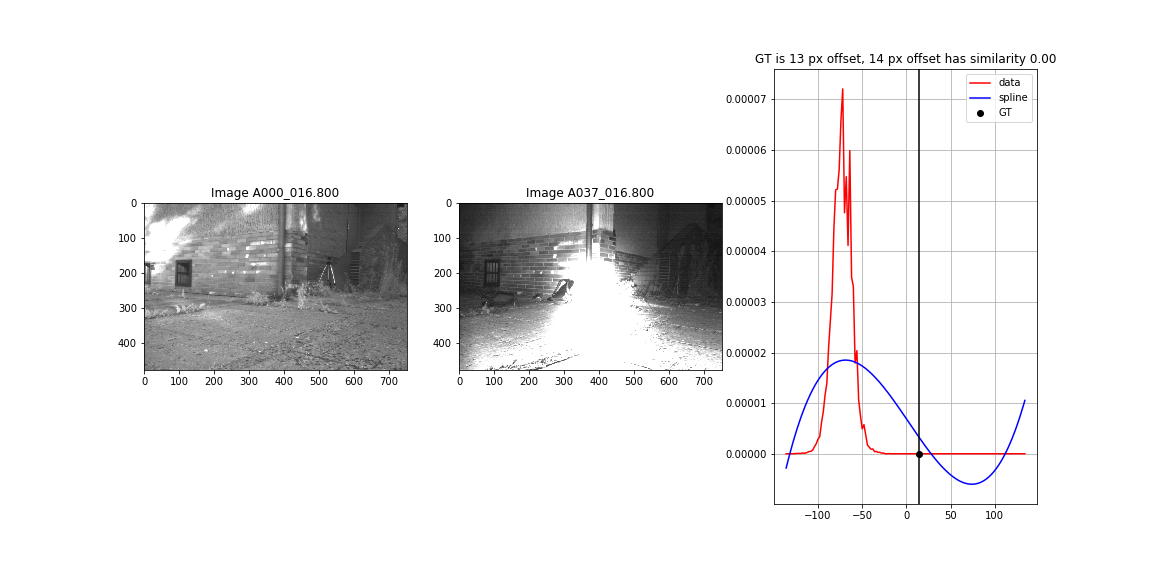 Image A000_016.800
0
100
200
300
400
0 100 200 300 400 500 600 700
Image A037_016.800
0
100
200
300
400
0 100 200 300 400 500 600 700
GT is 13 px offset, 14 px offset has similarity 0.00
data
spline
GT
0.00007
0.00006
0.00005
0.00004
0.00003
0.00002
0.00001
0.00000
−100 −50 0 50 100